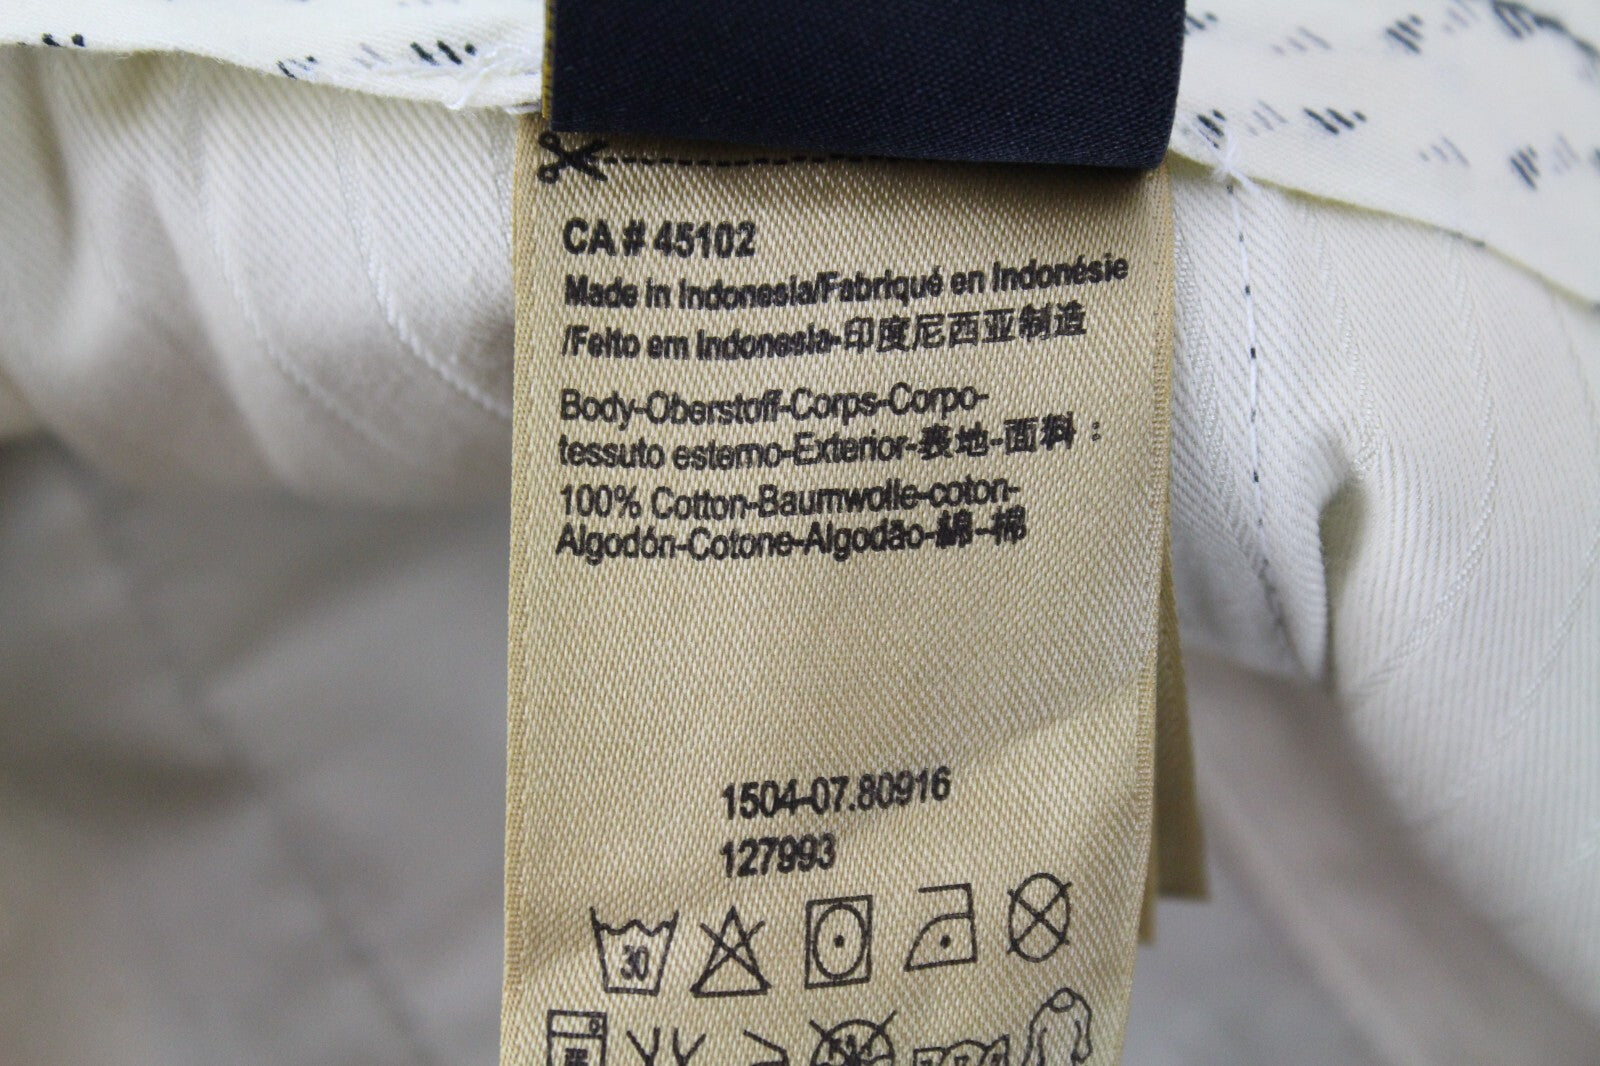 CA # 45102
Made in Indonesia/Fabriqué en Indonésie
/Feito em Indonesia-印度尼西亚制造
Body-Oberstoff-Corps-Corpo-
tessuto esterno-Exterior-表地-面料：
100% Cotton-Baumwolle-coton-
Algodón-Cotone-Algodão-綿-棉
1504-07.80916
127993
30